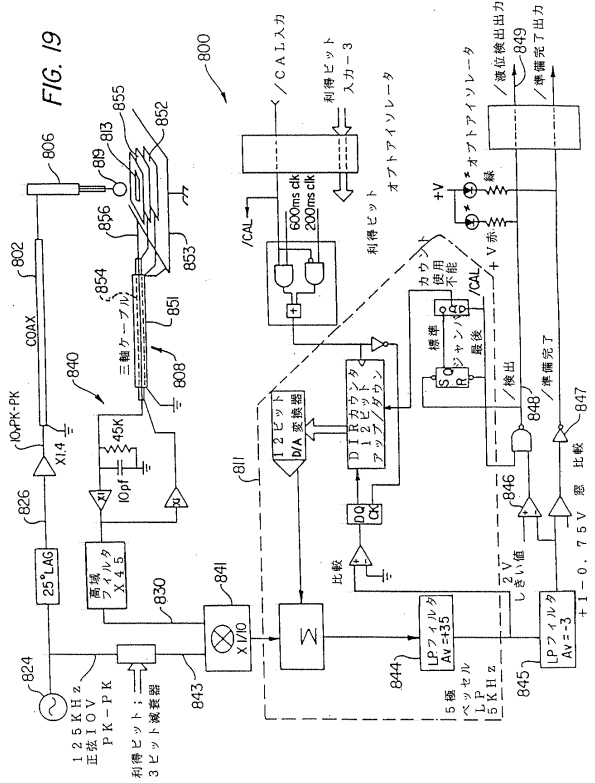 FIG. 19
800
824
125KHz
正弦10V
PK-PK
25°LAG
826
X1.4
10vPK-PK
COAX
802
806
819
813
855
852
856
853
854
三軸ケーブル
851
808
840
45K
10pf
X1
X1
高域フィルタ
X45
830
利得ビット;
3ビット減衰器
843
841
X1/10
811
12ビット
D/A変換器
Σ
DIRカウンタ
12ビット
アップ/ダウン
DQ
CK
比較
+
-
844
LPフィルタ
Av=+35
5極
ベッセル
LP
5KHz
845
LPフィルタ
Av=-3
/CAL
600ms clk
200ms clk
+
/CAL入力
利得ビット
入力-3
利得ビット
オプトアイソレータ
カウント
使用
不能
標準
ジャンパ
最後
/CAL
S Q
R
/検出
848
846
2V
しきい値
+1-0.75V
窓 比較
847
/準備完了
+V
+V
赤
緑
オプトアイソレータ
/液位検出出力
849
/準備完了出力